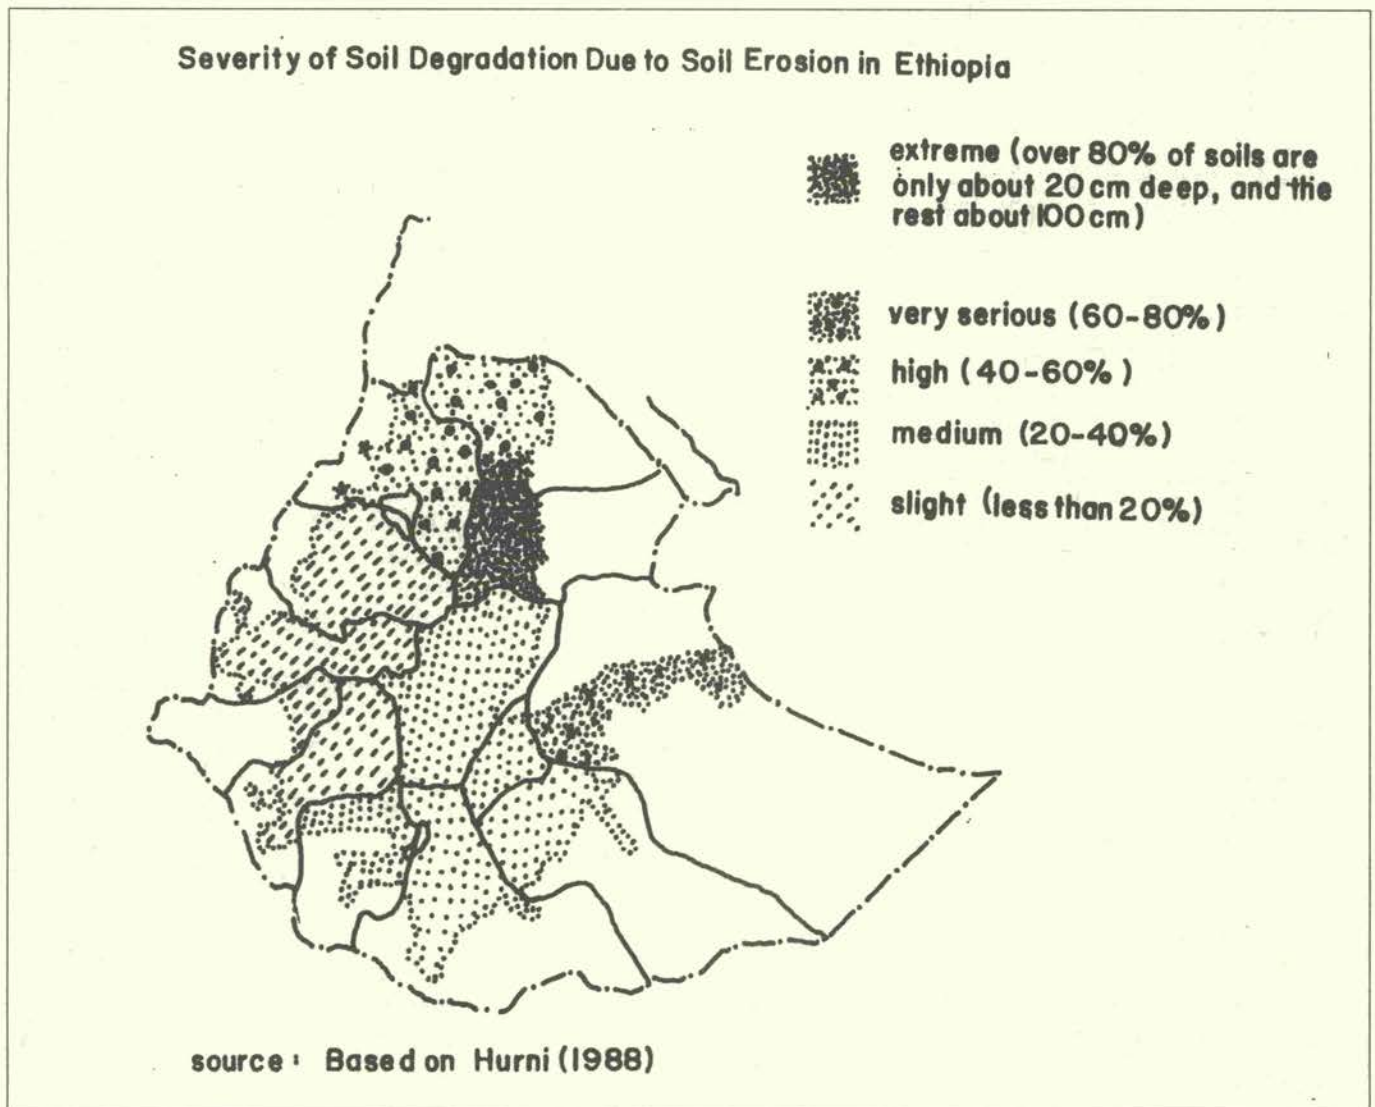 Severity of Soil Degradation Due to Soil Erosion in Ethiopia
extreme (over 80% of soils are
only about 20 cm deep, and the
rest about 100 cm)
very serious (60-80%)
high (40-60%)
medium (20-40%)
slight (less than 20%)
source: Based on Hurni (1988)